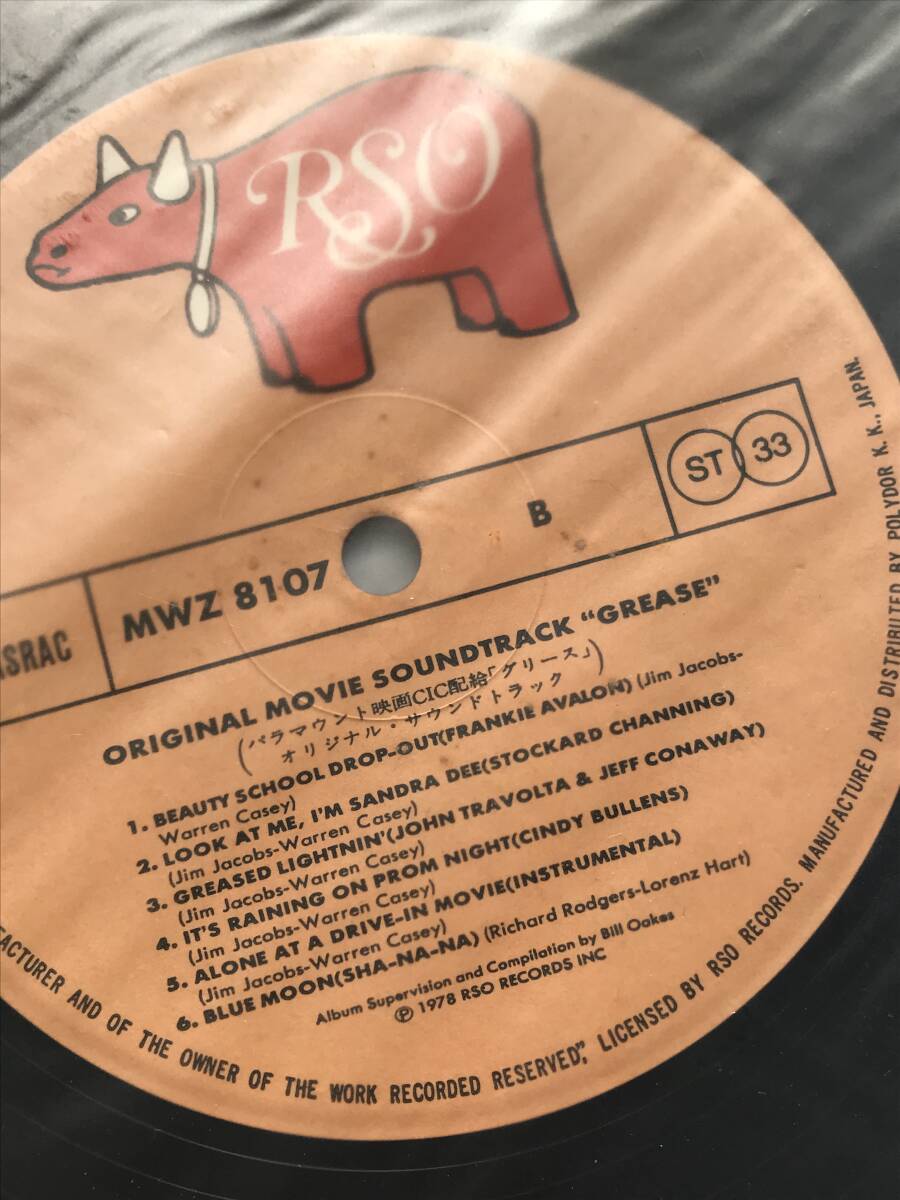 RSO
ST 33
B
MWZ 8107
ORIGINAL MOVIE SOUNDTRACK "GREASE"
(パラマウント映画CIC配給「グリース」
オリジナル・サウンドトラック)
1. BEAUTY SCHOOL DROP-OUT(FRANKIE AVALON) (Jim Jacobs-
Warren Casey)
2. LOOK AT ME, I'M SANDRA DEE(STOCKARD CHANNING)
(Jim Jacobs-Warren Casey)
3. GREASED LIGHTNIN'(JOHN TRAVOLTA & JEFF CONAWAY)
(Jim Jacobs-Warren Casey)
4. IT'S RAINING ON PROM NIGHT(CINDY BULLENS)
(Jim Jacobs-Warren Casey)
5. ALONE AT A DRIVE-IN MOVIE(INSTRUMENTAL)
(Jim Jacobs-Warren Casey)
6. BLUE MOON(SHA-NA-NA) (Richard Rodgers-Lorenz Hart)
Album Supervision and Compilation by Bill Oakes
℗ 1978 RSO RECORDS INC
AND OF THE OWNER OF THE WORK RECORDED RESERVED", LICENSED BY RSO RECORDS. MANUFACTURED AND DISTRIBUTED BY POLYDOR K. K., JAPAN.